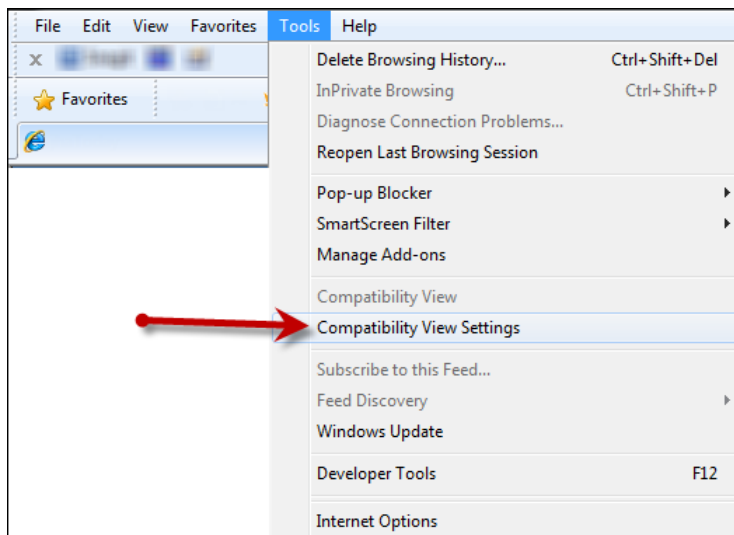 File Edit View Favorites Tools Help
x
Favorites
Delete Browsing History... Ctrl+Shift+Del
InPrivate Browsing Ctrl+Shift+P
Diagnose Connection Problems...
Reopen Last Browsing Session
Pop-up Blocker
SmartScreen Filter
Manage Add-ons
Compatibility View
Compatibility View Settings
Subscribe to this Feed...
Feed Discovery
Windows Update
Developer Tools F12
Internet Options